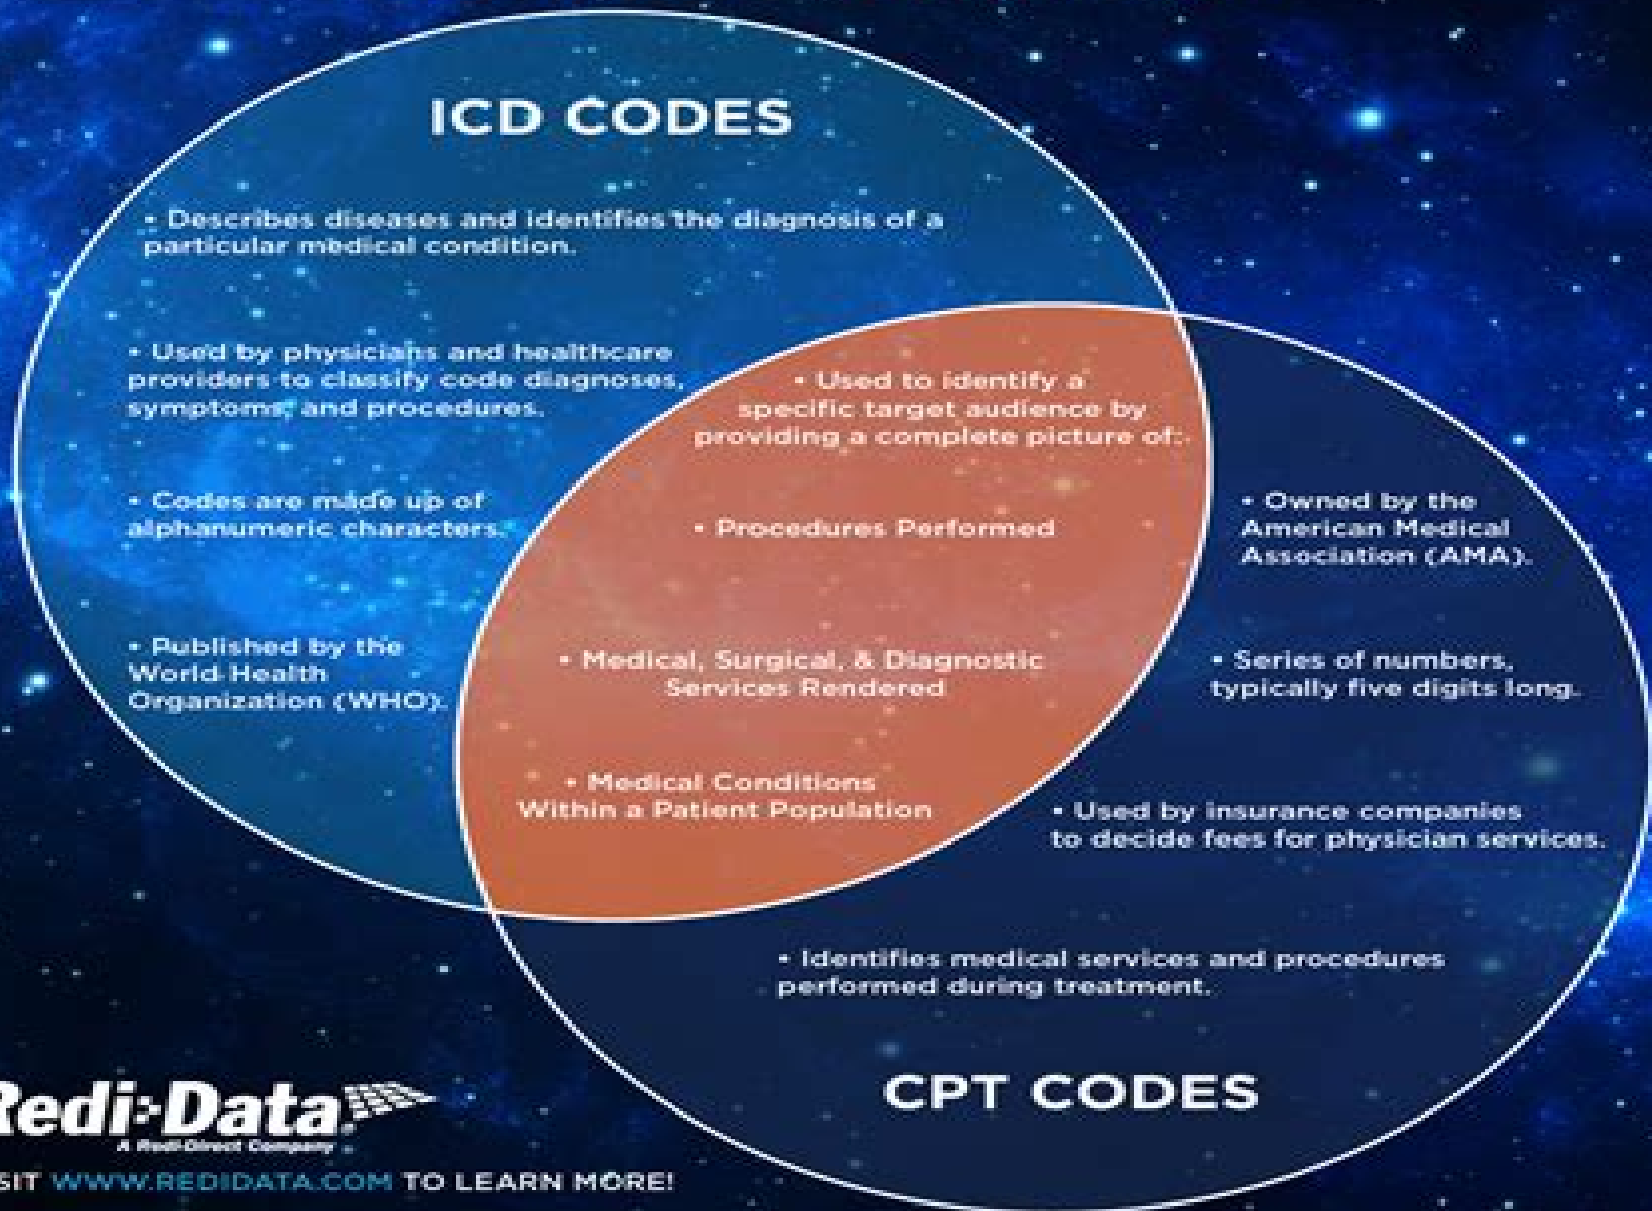 ICD CODES
• Describes diseases and identifies the diagnosis of a
particular medical condition.
• Used by physicians and healthcare
providers to classify code diagnoses,
symptoms, and procedures.
• Codes are made up of
alphanumeric characters.
• Published by the
World Health
Organization (WHO).
• Used to identify a
specific target audience by
providing a complete picture of:
• Procedures Performed
• Medical, Surgical, & Diagnostic
Services Rendered
• Medical Conditions
Within a Patient Population
• Owned by the
American Medical
Association (AMA).
• Series of numbers,
typically five digits long.
• Used by insurance companies
to decide fees for physician services.
• Identifies medical services and procedures
performed during treatment.
CPT CODES
Redi-Data
A Redi-Direct Company
SIT WWW.REDIDATA.COM TO LEARN MORE!